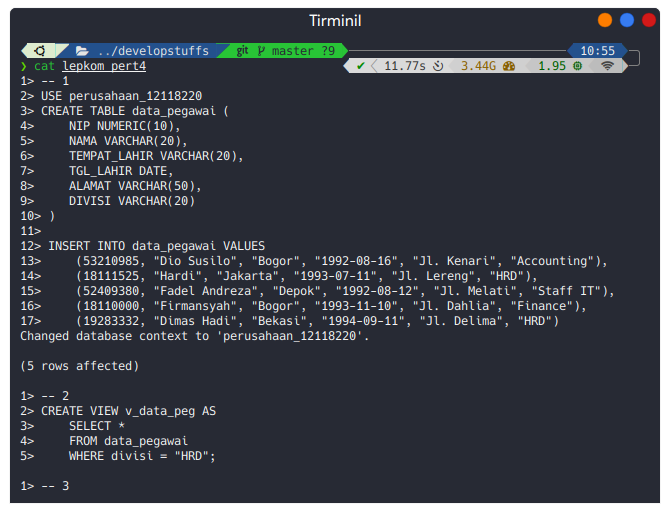 Tirminil
../developstuffs git master ?9 10:55
❯ cat lepkom pert4 ✔ 11.77s 3.44G 1.95
1> -- 1
2> USE perusahaan_12118220
3> CREATE TABLE data_pegawai (
4>     NIP NUMERIC(10),
5>     NAMA VARCHAR(20),
6>     TEMPAT_LAHIR VARCHAR(20),
7>     TGL_LAHIR DATE,
8>     ALAMAT VARCHAR(50),
9>     DIVISI VARCHAR(20)
10> )
11>
12> INSERT INTO data_pegawai VALUES
13>     (53210985, "Dio Susilo", "Bogor", "1992-08-16", "Jl. Kenari", "Accounting"),
14>     (18111525, "Hardi", "Jakarta", "1993-07-11", "Jl. Lereng", "HRD"),
15>     (52409380, "Fadel Andreza", "Depok", "1992-08-12", "Jl. Melati", "Staff IT"),
16>     (18110000, "Firmansyah", "Bogor", "1993-11-10", "Jl. Dahlia", "Finance"),
17>     (19283332, "Dimas Hadi", "Bekasi", "1994-09-11", "Jl. Delima", "HRD")
Changed database context to 'perusahaan_12118220'.
(5 rows affected)
1> -- 2
2> CREATE VIEW v_data_peg AS
3>     SELECT *
4>     FROM data_pegawai
5>     WHERE divisi = "HRD";
1> -- 3